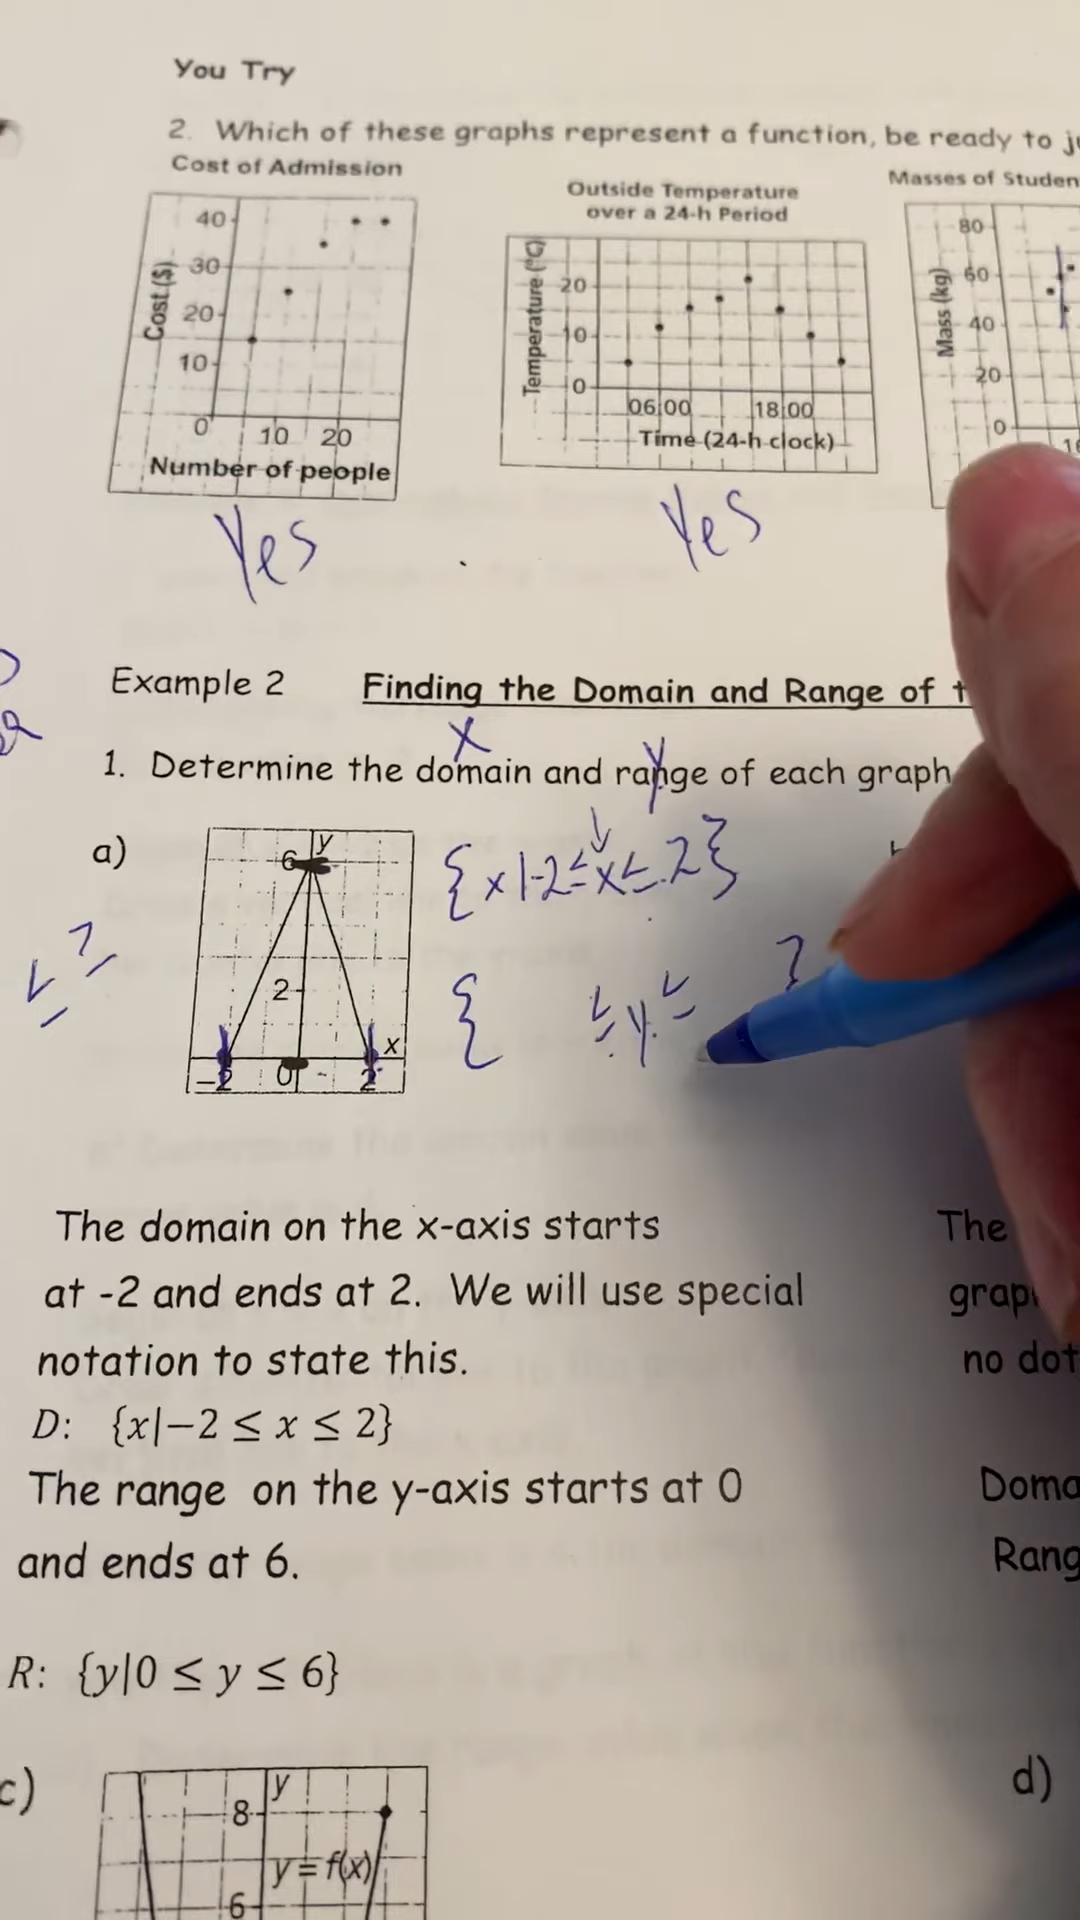 You Try
2. Which of these graphs represent a function, be ready to
Cost of Admission
Outside Temperature
over a 24-h Period
Masses of Studen
Cost ($)
40
30
20
10
0
10 20
Number of people
Temperature (°C)
20
10
0
06:00 18:00
Time (24-h clock)
Mass (kg)
80
60
40
20
0
Yes
Yes
Example 2 Finding the Domain and Range of
x
y
1. Determine the domain and range of each graph
a)
6
y
2
x
-2 0 2
{x|-2≤x≤2}
{ ≤y≤ }
The domain on the x-axis starts
at -2 and ends at 2. We will use special
notation to state this.
D: {x|−2 ≤ x ≤ 2}
The range on the y-axis starts at 0
and ends at 6.
R: {y|0 ≤ y ≤ 6}
The
grap
no dot
Doma
Rang
c)
y
8
y = f(x)
6
d)